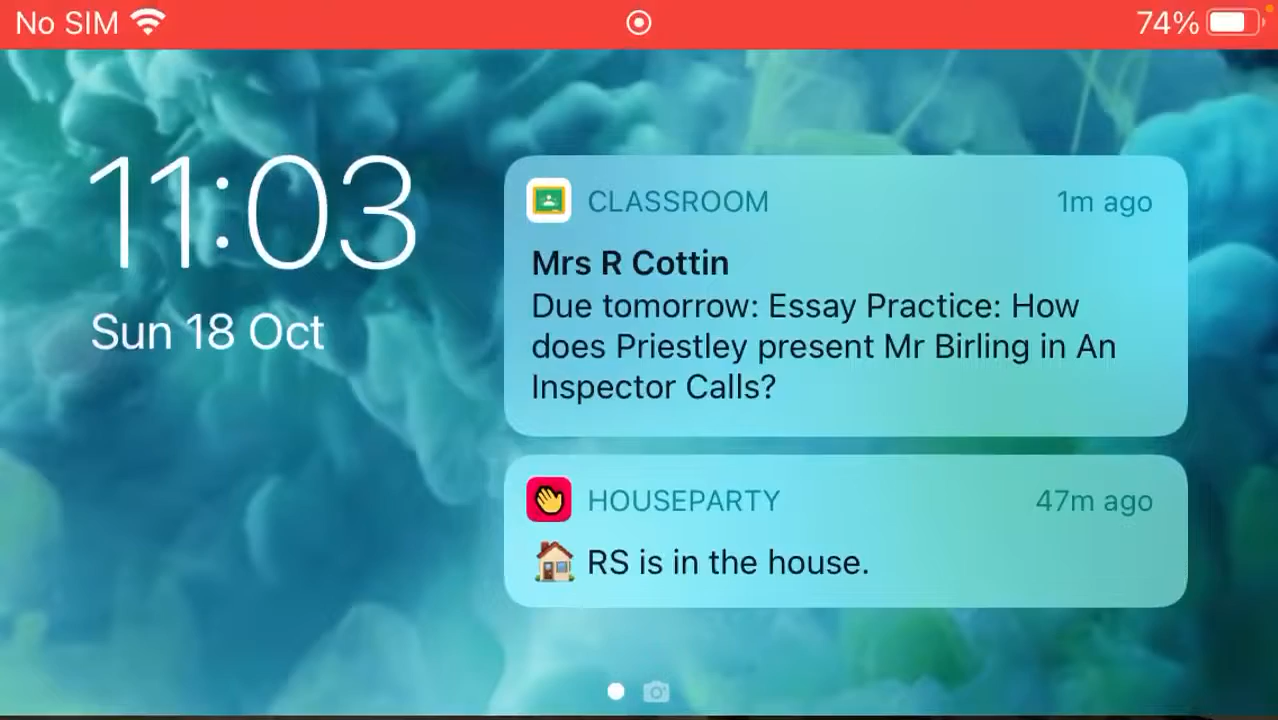 No SIM
74%
11:03
Sun 18 Oct
CLASSROOM 1m ago
Mrs R Cottin
Due tomorrow: Essay Practice: How
does Priestley present Mr Birling in An
Inspector Calls?
HOUSEPARTY 47m ago
RS is in the house.